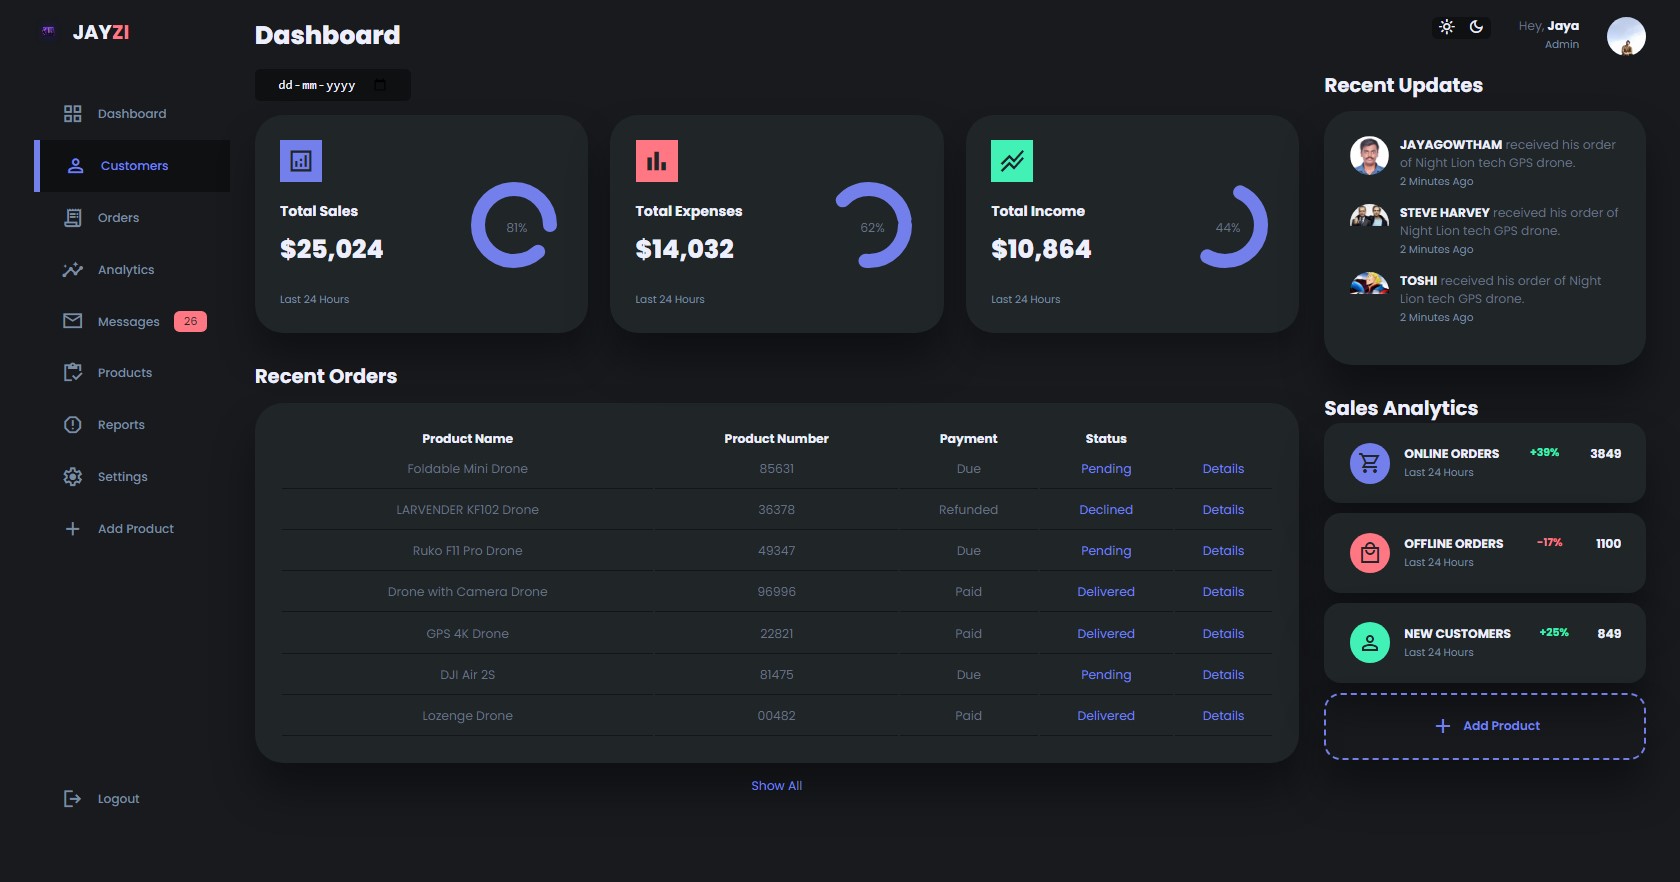 JAYZI
Dashboard
Customers
Orders
Analytics
Messages 26
Products
Reports
Settings
Add Product
Logout
Dashboard
dd-mm-yyyy
Total Sales
$25,024
81%
Last 24 Hours
Total Expenses
$14,032
62%
Last 24 Hours
Total Income
$10,864
44%
Last 24 Hours
Recent Orders
Product Name Product Number Payment Status
Foldable Mini Drone 85631 Due Pending Details
LARVENDER KF102 Drone 36378 Refunded Declined Details
Ruko F11 Pro Drone 49347 Due Pending Details
Drone with Camera Drone 96996 Paid Delivered Details
GPS 4K Drone 22821 Paid Delivered Details
DJI Air 2S 81475 Due Pending Details
Lozenge Drone 00482 Paid Delivered Details
Show All
Hey, Jaya
Admin
Recent Updates
JAYAGOWTHAM received his order
of Night Lion tech GPS drone.
2 Minutes Ago
STEVE HARVEY received his order of
Night Lion tech GPS drone.
2 Minutes Ago
TOSHI received his order of Night
Lion tech GPS drone.
2 Minutes Ago
Sales Analytics
ONLINE ORDERS +39% 3849
Last 24 Hours
OFFLINE ORDERS -17% 1100
Last 24 Hours
NEW CUSTOMERS +25% 849
Last 24 Hours
Add Product